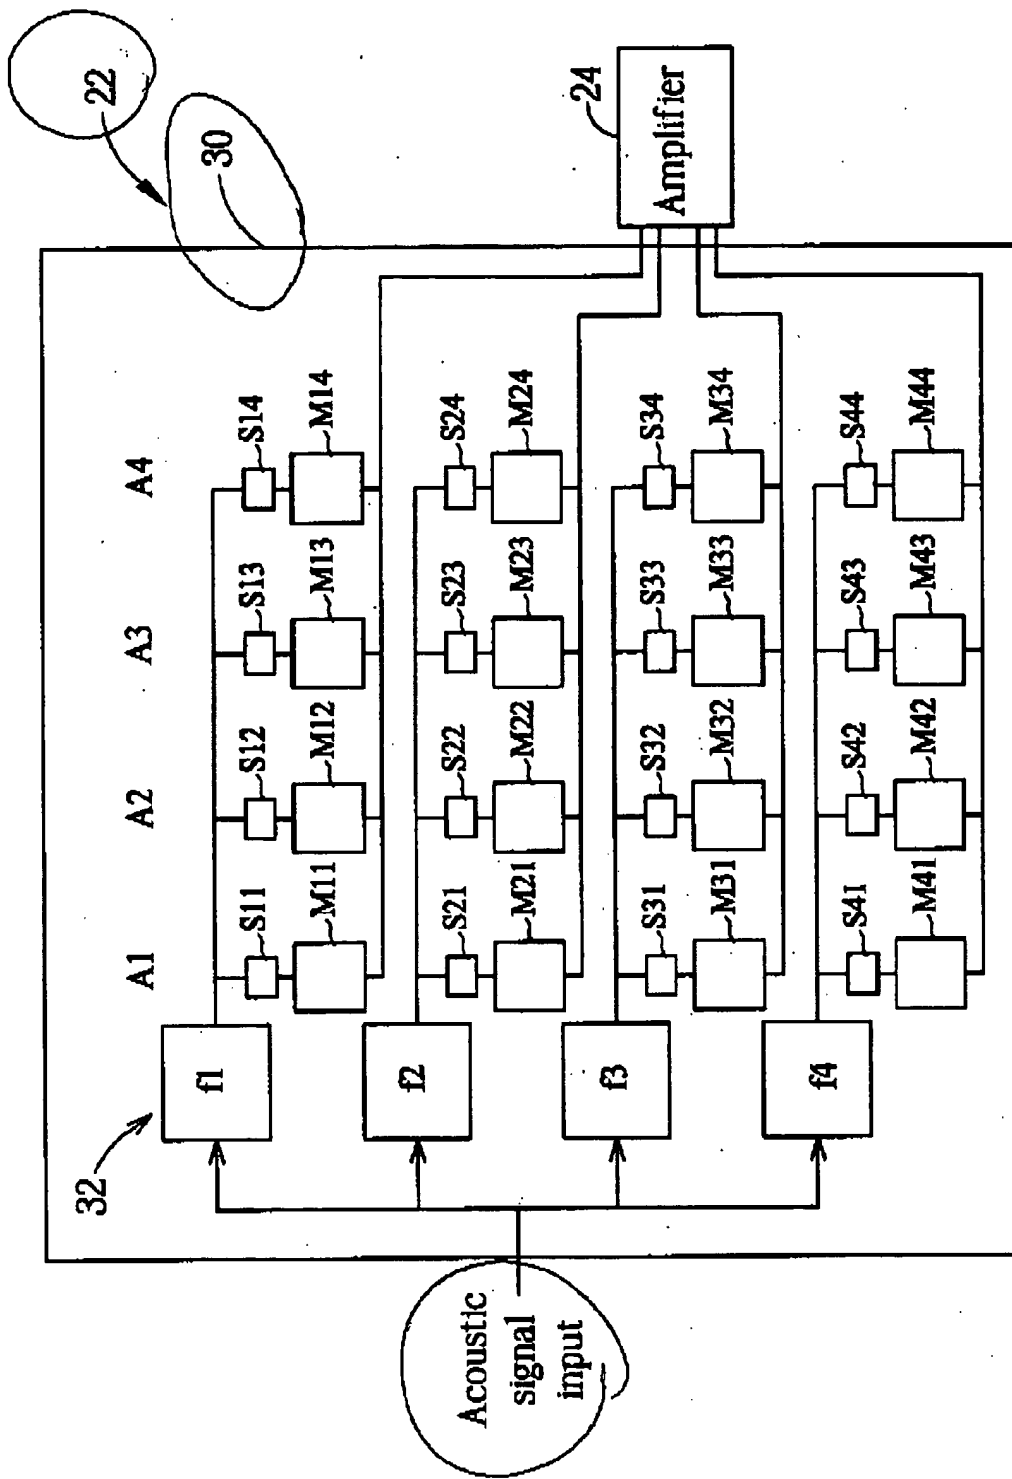 22
30
32
A1 A2 A3 A4
f1
S11 S12 S13 S14
M11 M12 M13 M14
24
Amplifier
f2
S21 S22 S23 S24
M21 M22 M23 M24
Acoustic
signal
input
f3
S31 S32 S33 S34
M31 M32 M33 M34
f4
S41 S42 S43 S44
M41 M42 M43 M44